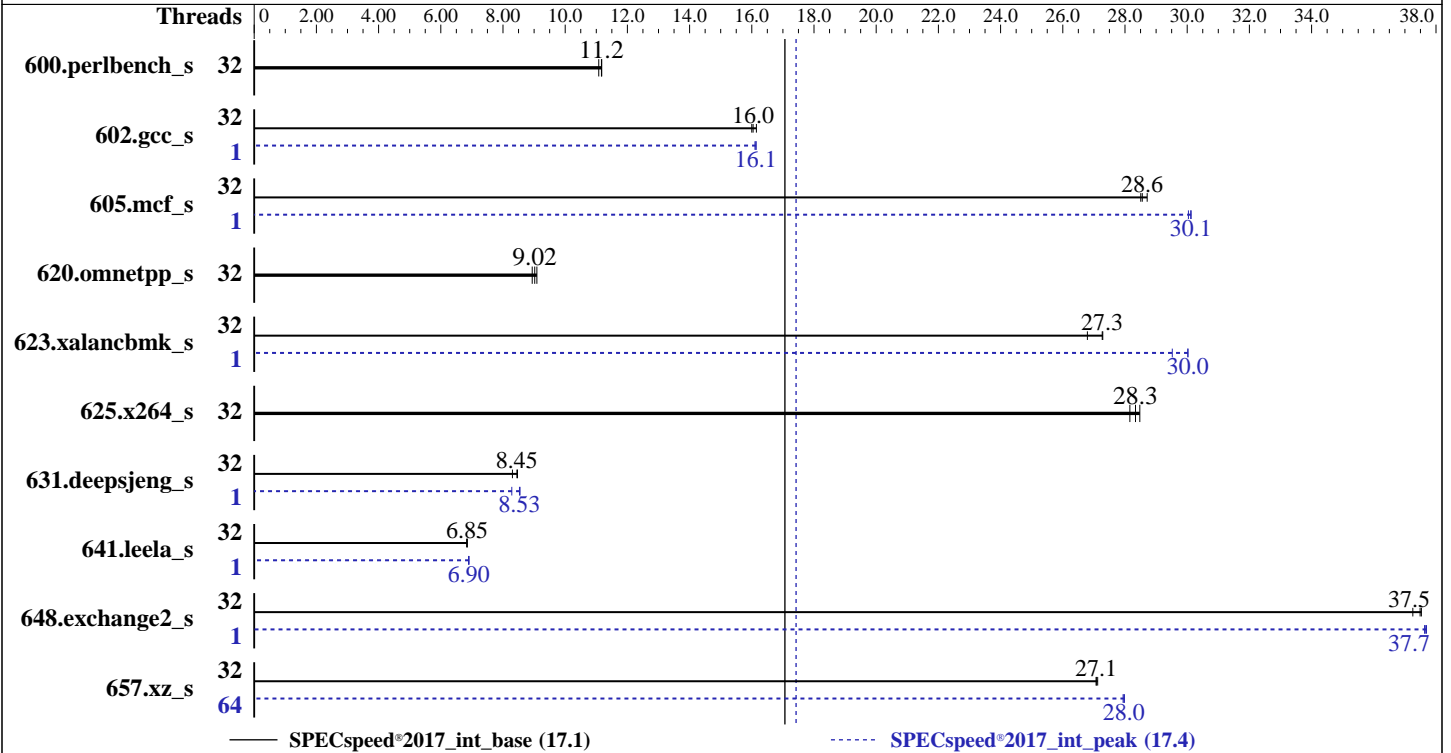 Threads 0 2.00 4.00 6.00 8.00 10.0 12.0 14.0 16.0 18.0 20.0 22.0 24.0 26.0 28.0 30.0 32.0 34.0 38.0
11.2
600.perlbench_s 32
32 16.0
602.gcc_s
1 16.1
32 28.6
605.mcf_s
1 30.1
9.02
620.omnetpp_s 32
32 27.3
623.xalancbmk_s
1 30.0
28.3
625.x264_s 32
32 8.45
631.deepsjeng_s
1 8.53
32 6.85
641.leela_s
1 6.90
32 37.5
648.exchange2_s
1 37.7
32 27.1
657.xz_s
64 28.0
SPECspeed®2017_int_base (17.1) SPECspeed®2017_int_peak (17.4)